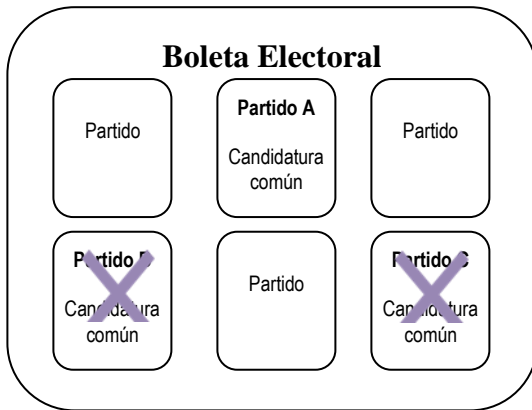 Boleta Electoral
Partido
Partido A
Candidatura
común
Partido
Partido
Candidatura
común
Partido
Partido C
Candidatura
común